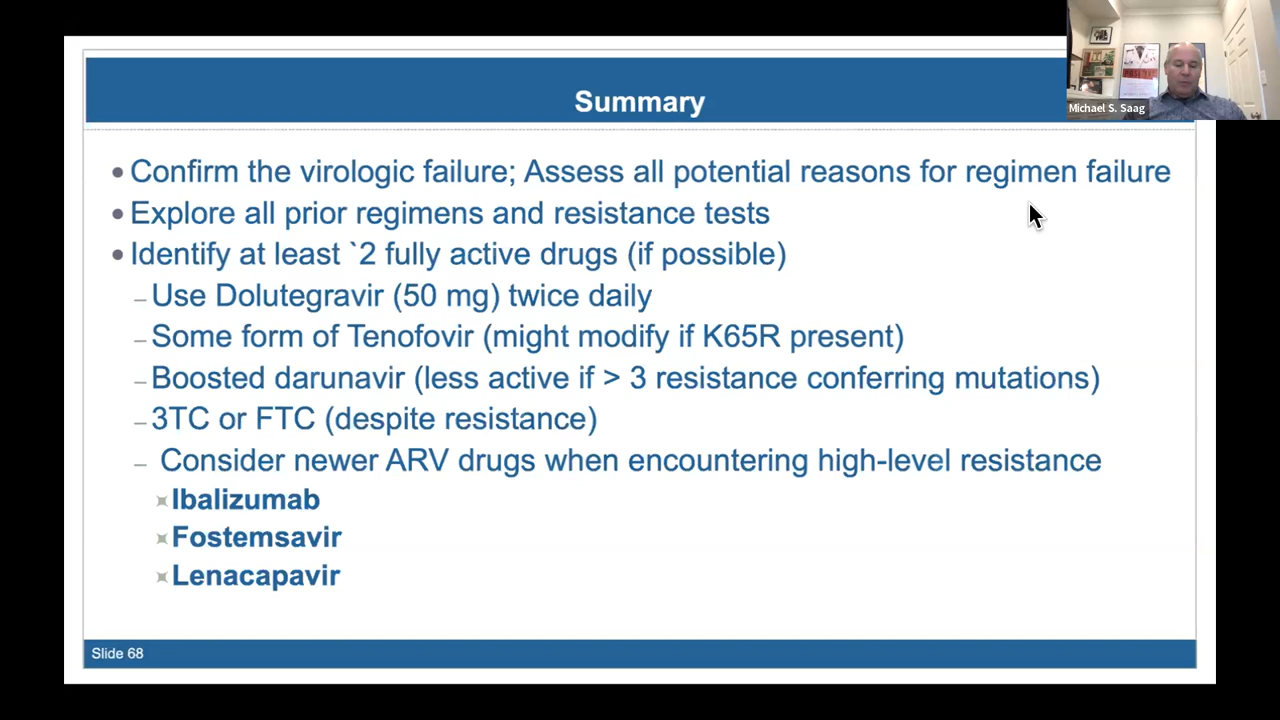 Summary
Michael S. Saag
• Confirm the virologic failure; Assess all potential reasons for regimen failure
• Explore all prior regimens and resistance tests
• Identify at least `2 fully active drugs (if possible)
– Use Dolutegravir (50 mg) twice daily
– Some form of Tenofovir (might modify if K65R present)
– Boosted darunavir (less active if > 3 resistance conferring mutations)
– 3TC or FTC (despite resistance)
– Consider newer ARV drugs when encountering high-level resistance
Ibalizumab
Fostemsavir
Lenacapavir
Slide 68